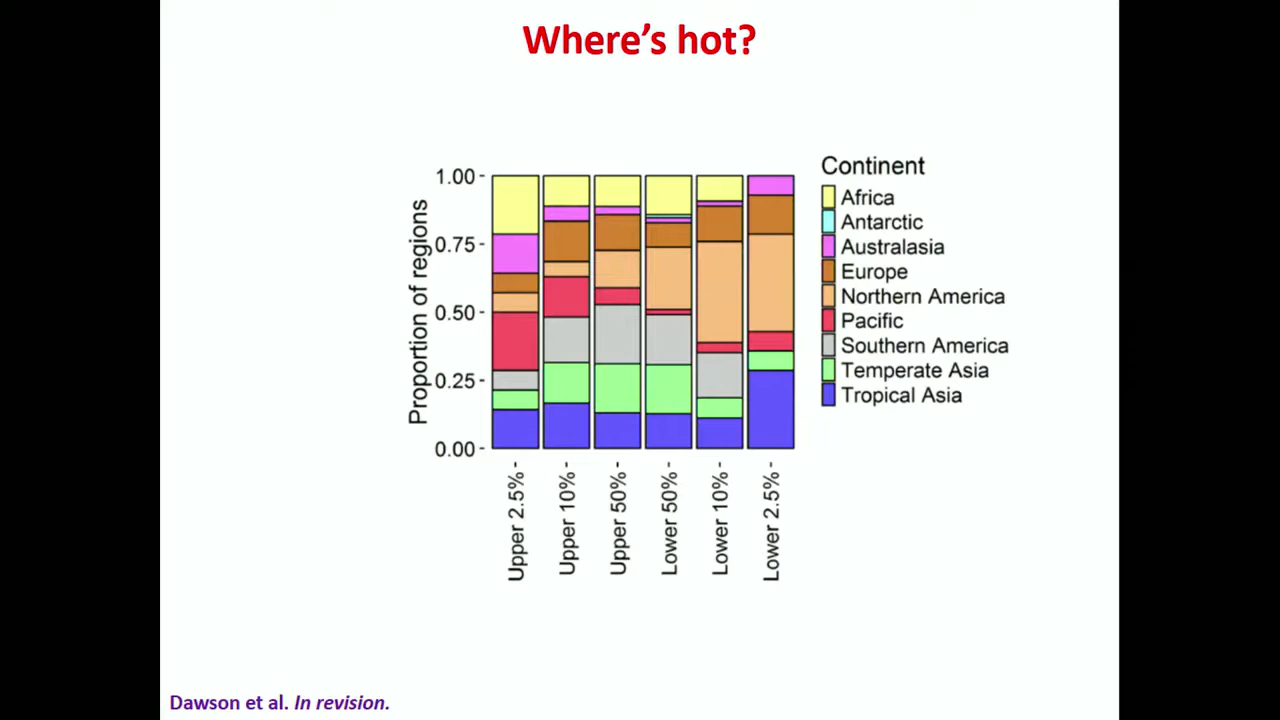 Where's hot?
Proportion of regions
1.00
0.75
0.50
0.25
0.00
Upper 2.5%
Upper 10%
Upper 50%
Lower 50%
Lower 10%
Lower 2.5%
Continent
Africa
Antarctic
Australasia
Europe
Northern America
Pacific
Southern America
Temperate Asia
Tropical Asia
Dawson et al. In revision.